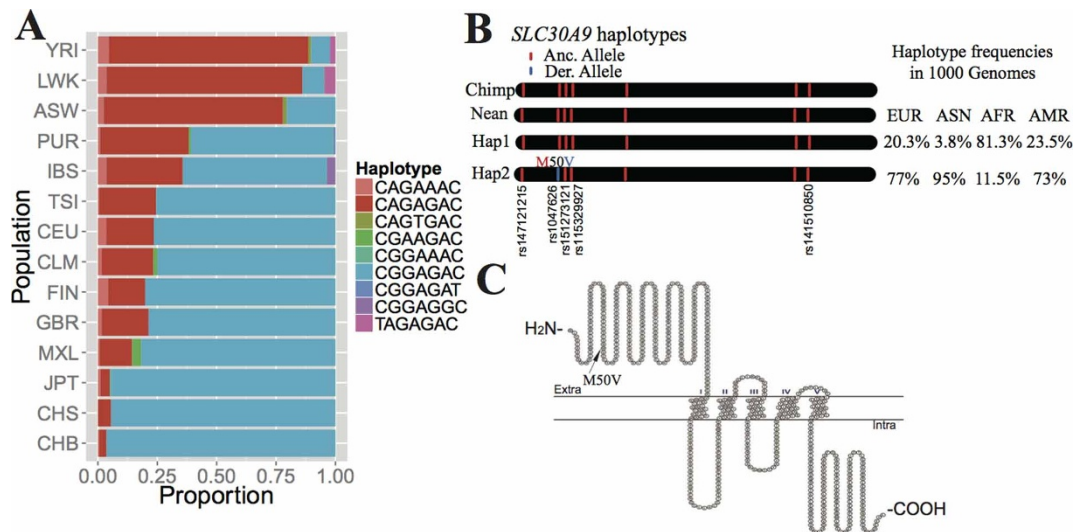 A
Population
YRI
LWK
ASW
PUR
IBS
TSI
CEU
CLM
FIN
GBR
MXL
JPT
CHS
CHB
0.00 0.25 0.50 0.75 1.00
Proportion
Haplotype
CAGAAAC
CAGAGAC
CAGTGAC
CGAAGAC
CGGAAAC
CGGAGAC
CGGAGAT
CGGAGGC
TAGAGAC
B
SLC30A9 haplotypes
Anc. Allele
Der. Allele
Haplotype frequencies
in 1000 Genomes
EUR ASN AFR AMR
Chimp
Nean
Hap1 20.3% 3.8% 81.3% 23.5%
M50V
Hap2 77% 95% 11.5% 73%
rs147121215
rs1047626
rs151273121
rs115329927
rs141510850
C
H2N-
M50V
Extra
I II III IV V
Intra
-COOH